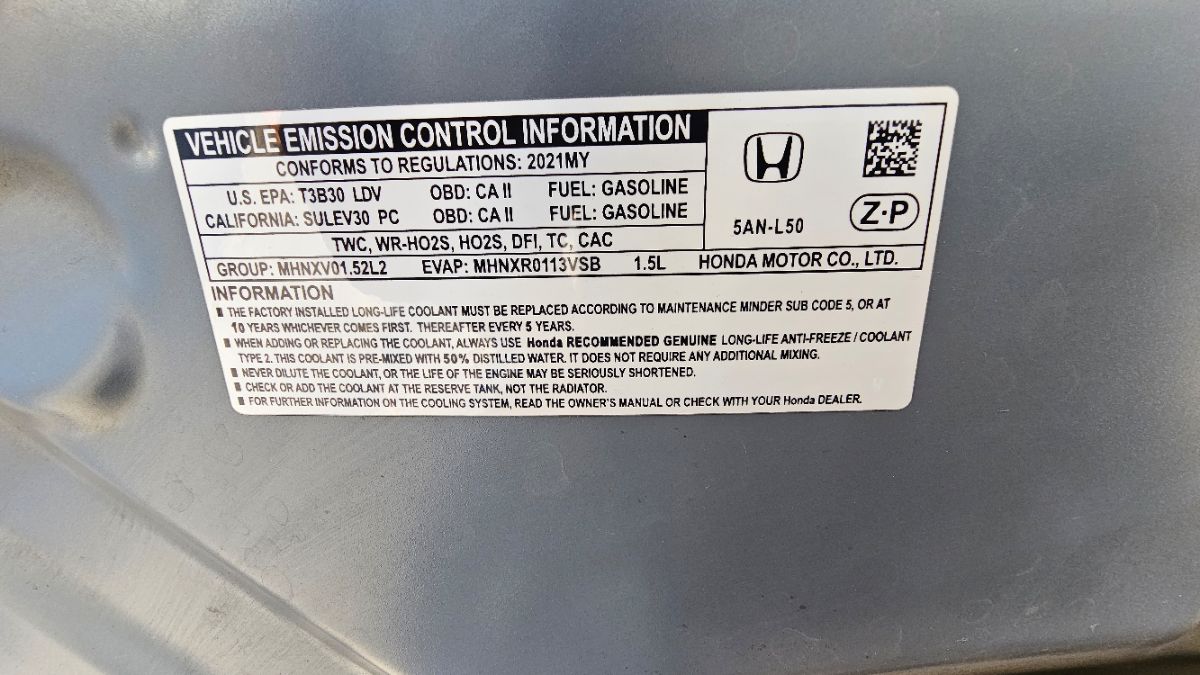 VEHICLE EMISSION CONTROL INFORMATION
CONFORMS TO REGULATIONS: 2021MY
U.S. EPA: T3B30 LDV OBD: CA II FUEL: GASOLINE
CALIFORNIA: SULEV30 PC OBD: CA II FUEL: GASOLINE
5AN-L50
Z·P
TWC, WR-HO2S, HO2S, DFI, TC, CAC
GROUP: MHNXV01.52L2 EVAP: MHNXR0113VSB 1.5L HONDA MOTOR CO., LTD.
INFORMATION
■ THE FACTORY INSTALLED LONG-LIFE COOLANT MUST BE REPLACED ACCORDING TO MAINTENANCE MINDER SUB CODE 5, OR AT
10 YEARS WHICHEVER COMES FIRST. THEREAFTER EVERY 5 YEARS.
■ WHEN ADDING OR REPLACING THE COOLANT, ALWAYS USE Honda RECOMMENDED GENUINE LONG-LIFE ANTI-FREEZE / COOLANT
TYPE 2. THIS COOLANT IS PRE-MIXED WITH 50% DISTILLED WATER. IT DOES NOT REQUIRE ANY ADDITIONAL MIXING.
■ NEVER DILUTE THE COOLANT, OR THE LIFE OF THE ENGINE MAY BE SERIOUSLY SHORTENED.
■ CHECK OR ADD THE COOLANT AT THE RESERVE TANK, NOT THE RADIATOR.
■ FOR FURTHER INFORMATION ON THE COOLING SYSTEM, READ THE OWNER'S MANUAL OR CHECK WITH YOUR Honda DEALER.